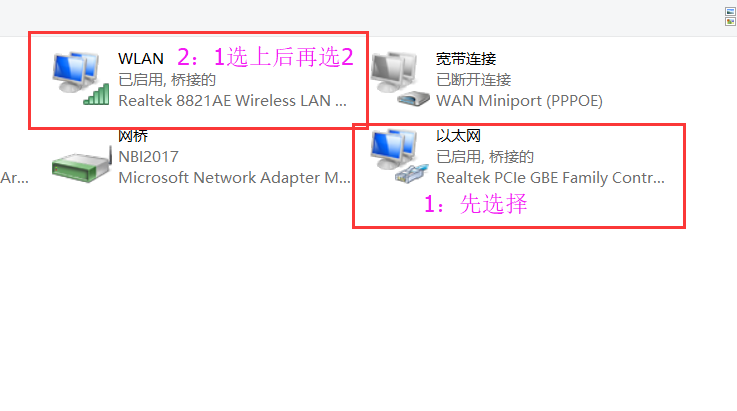 WLAN 2：1选上后再选2
已启用, 桥接的
Realtek 8821AE Wireless LAN ...
宽带连接
已断开连接
WAN Miniport (PPPOE)
Ar...
网桥
NBI2017
Microsoft Network Adapter M...
以太网
已启用, 桥接的
Realtek PCIe GBE Family Contr...
1：先选择